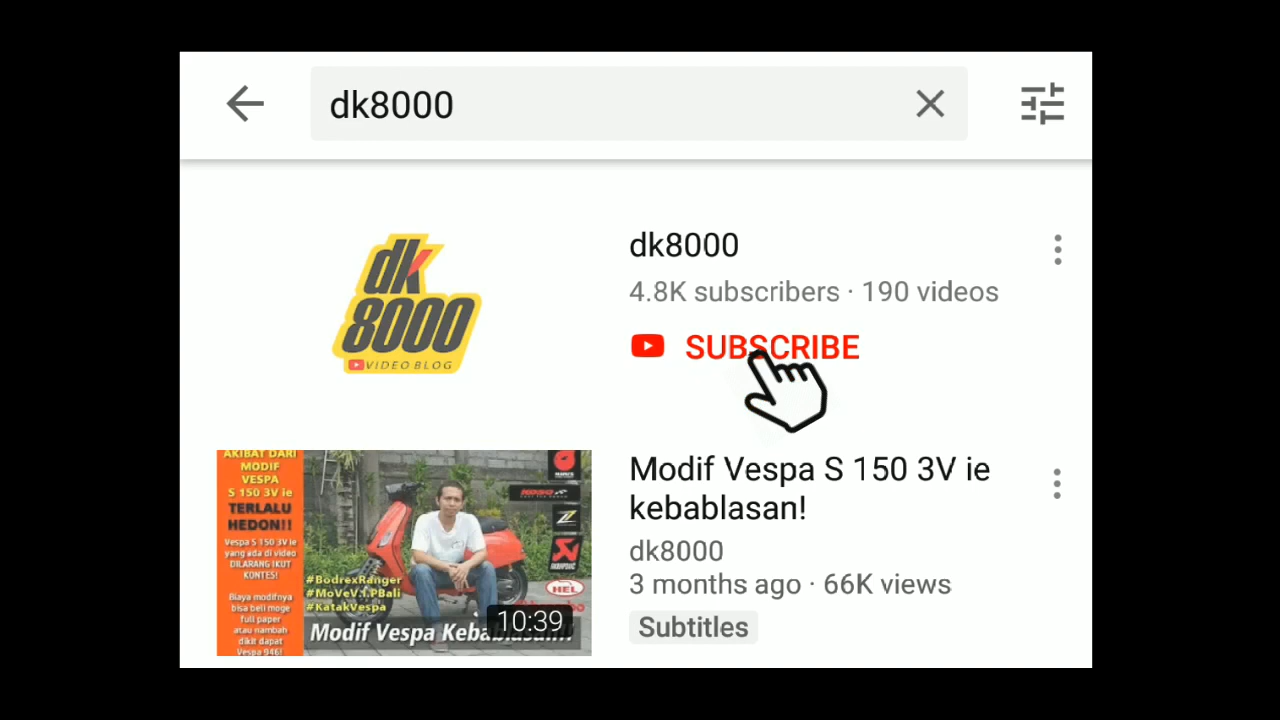 dk8000
dk
8000
VIDEO BLOG
dk8000
4.8K subscribers · 190 videos
SUBSCRIBE
AKIBAT DARI
MODIF
VESPA
S 150 3V ie
TERLALU
HEDON!!
Vespa S 150 3V ie
yang ada di video
DILARANG IKUT
KONTES!
Biaya modifnya
bisa beli moge
full paper
atau nambah
dikit dapat
Vespa 946!
#BodrexRanger
#MoVeV.I.PBali
#KatakVespa
HEL
10:39
Modif Vespa S 150 3V ie
kebablasan!
dk8000
3 months ago · 66K views
Subtitles